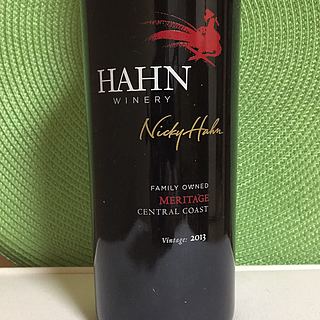 HAHN
WINERY
Nicky Hahn
FAMILY OWNED
MERITAGE
CENTRAL COAST
Vintage: 2013